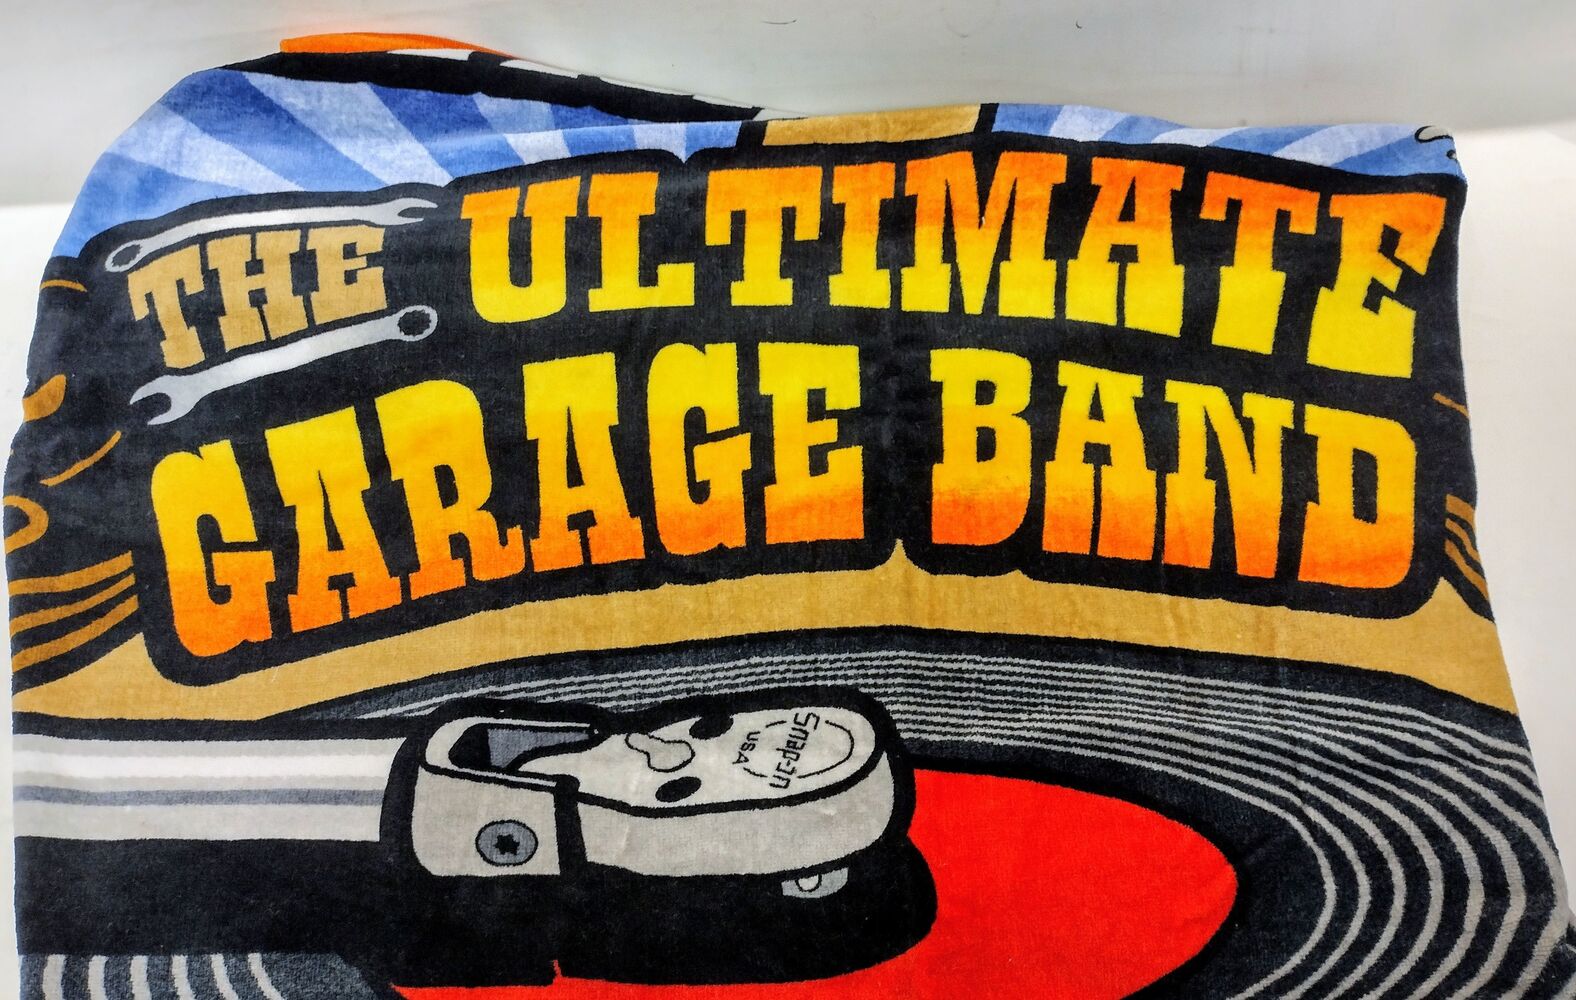 THE ULTIMATE
GARAGE BAND
Snap-on
USA